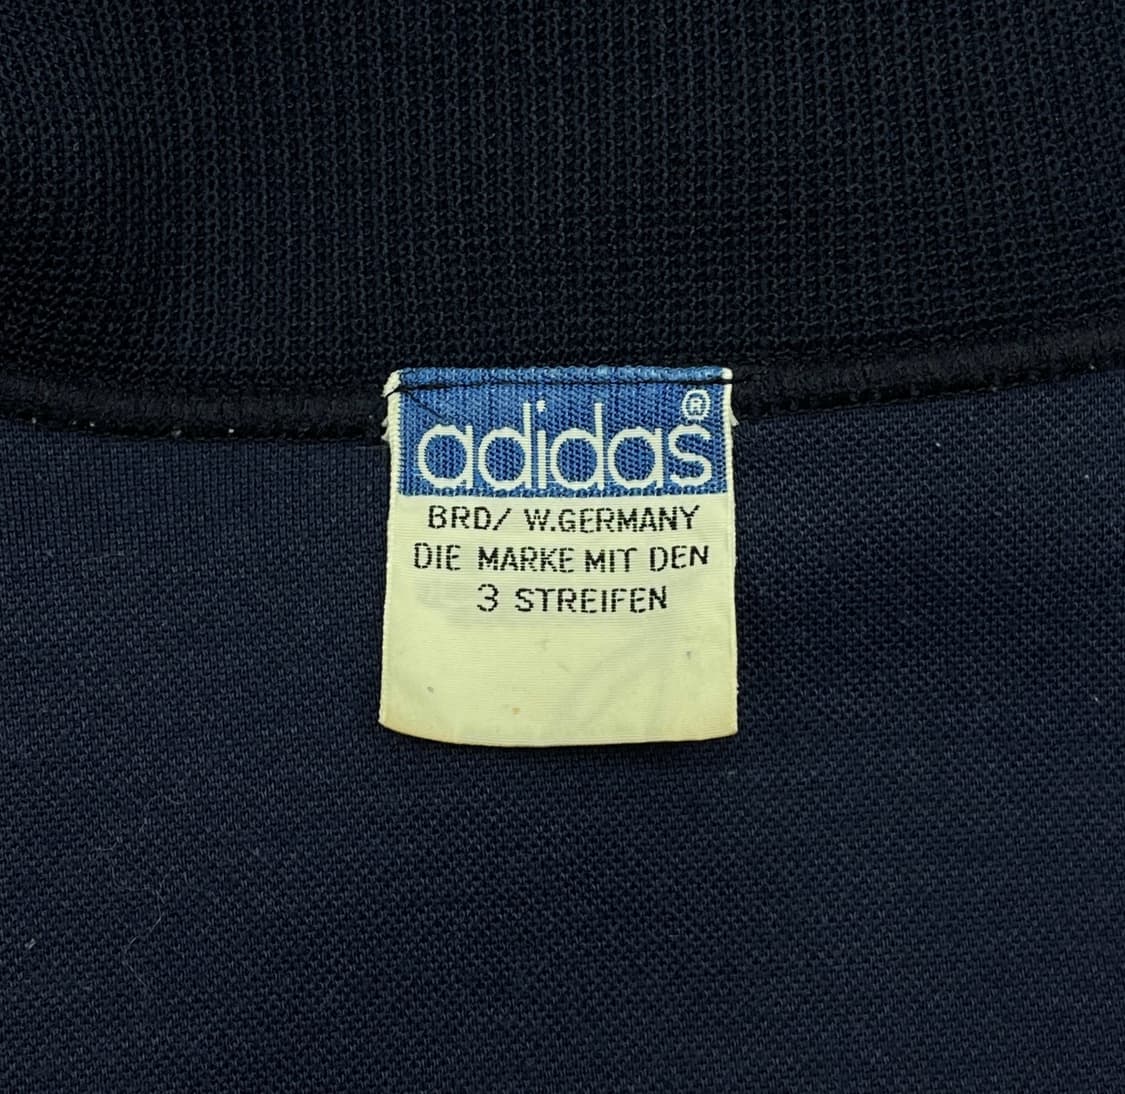 adidas®
BRD/ W.GERMANY
DIE MARKE MIT DEN
3 STREIFEN